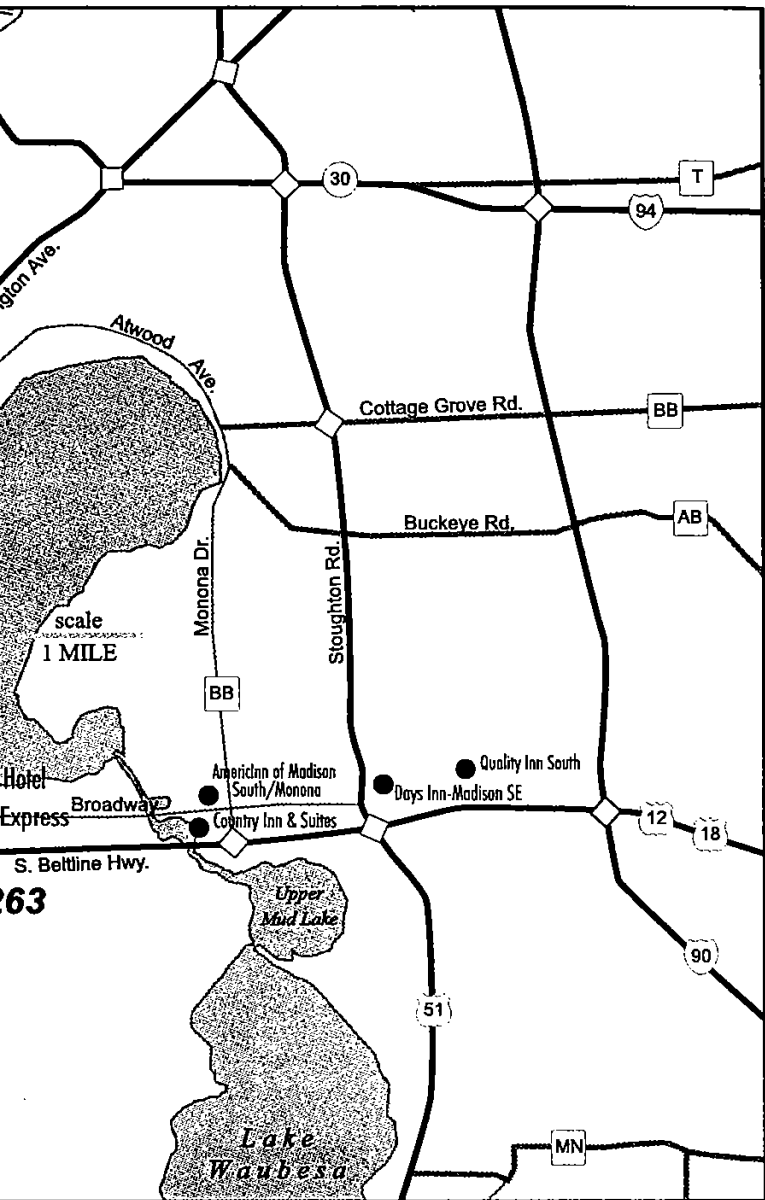 30
T
94
Atwood
Ave.
Cottage Grove Rd.
BB
Buckeye Rd.
AB
Monona Dr.
Stoughton Rd.
scale
1 MILE
BB
Quality Inn South
Hotel
AmericInn of Madison
South/Monona
Days Inn-Madison SE
Express
Broadway
Country Inn & Suites
12
18
S. Beltline Hwy.
263
Upper
Mud Lake
90
51
Lake
Waubesa
MN